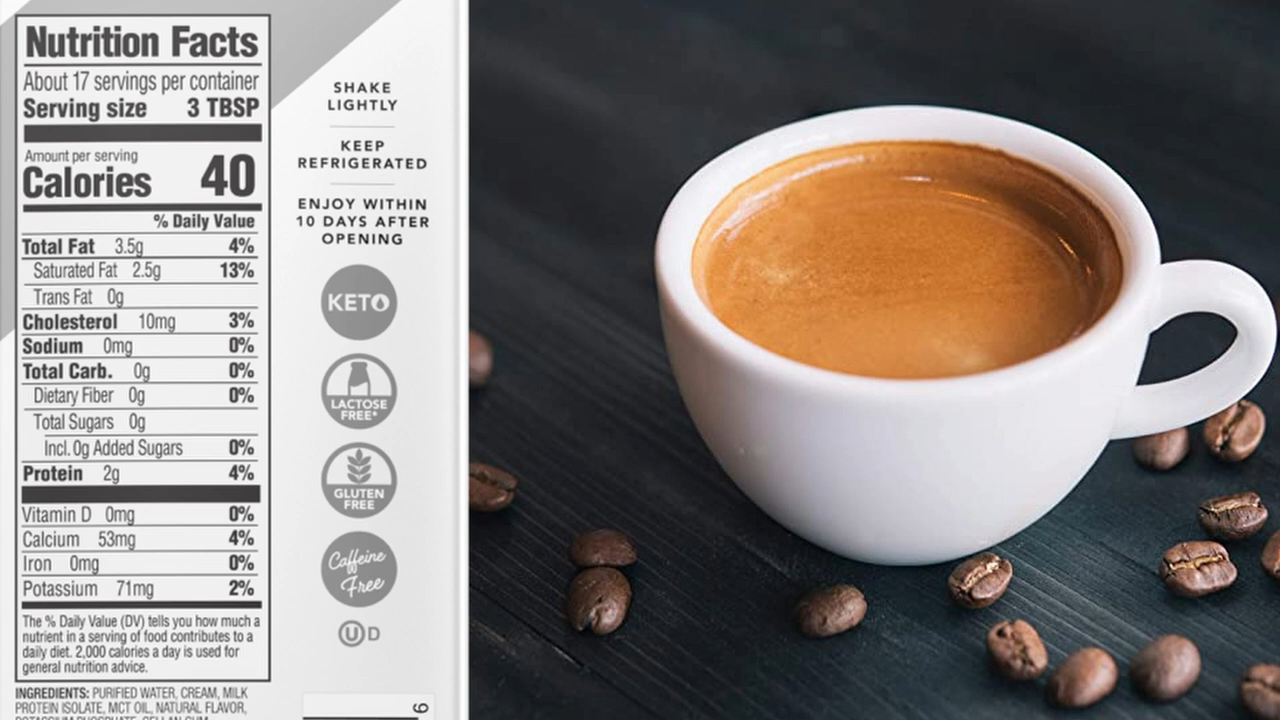 Nutrition Facts
About 17 servings per container
Serving size 3 TBSP
Amount per serving
Calories 40
% Daily Value
Total Fat 3.5g 4%
Saturated Fat 2.5g 13%
Trans Fat 0g
Cholesterol 10mg 3%
Sodium 0mg 0%
Total Carb. 0g 0%
Dietary Fiber 0g 0%
Total Sugars 0g
Incl. 0g Added Sugars 0%
Protein 2g 4%
Vitamin D 0mg 0%
Calcium 53mg 4%
Iron 0mg 0%
Potassium 71mg 2%
The % Daily Value (DV) tells you how much a
nutrient in a serving of food contributes to a
daily diet. 2,000 calories a day is used for
general nutrition advice.
INGREDIENTS: PURIFIED WATER, CREAM, MILK
PROTEIN ISOLATE, MCT OIL, NATURAL FLAVOR,
SHAKE
LIGHTLY
KEEP
REFRIGERATED
ENJOY WITHIN
10 DAYS AFTER
OPENING
KETO
LACTOSE
FREE*
GLUTEN
FREE
Caffeine
Free
U D
6